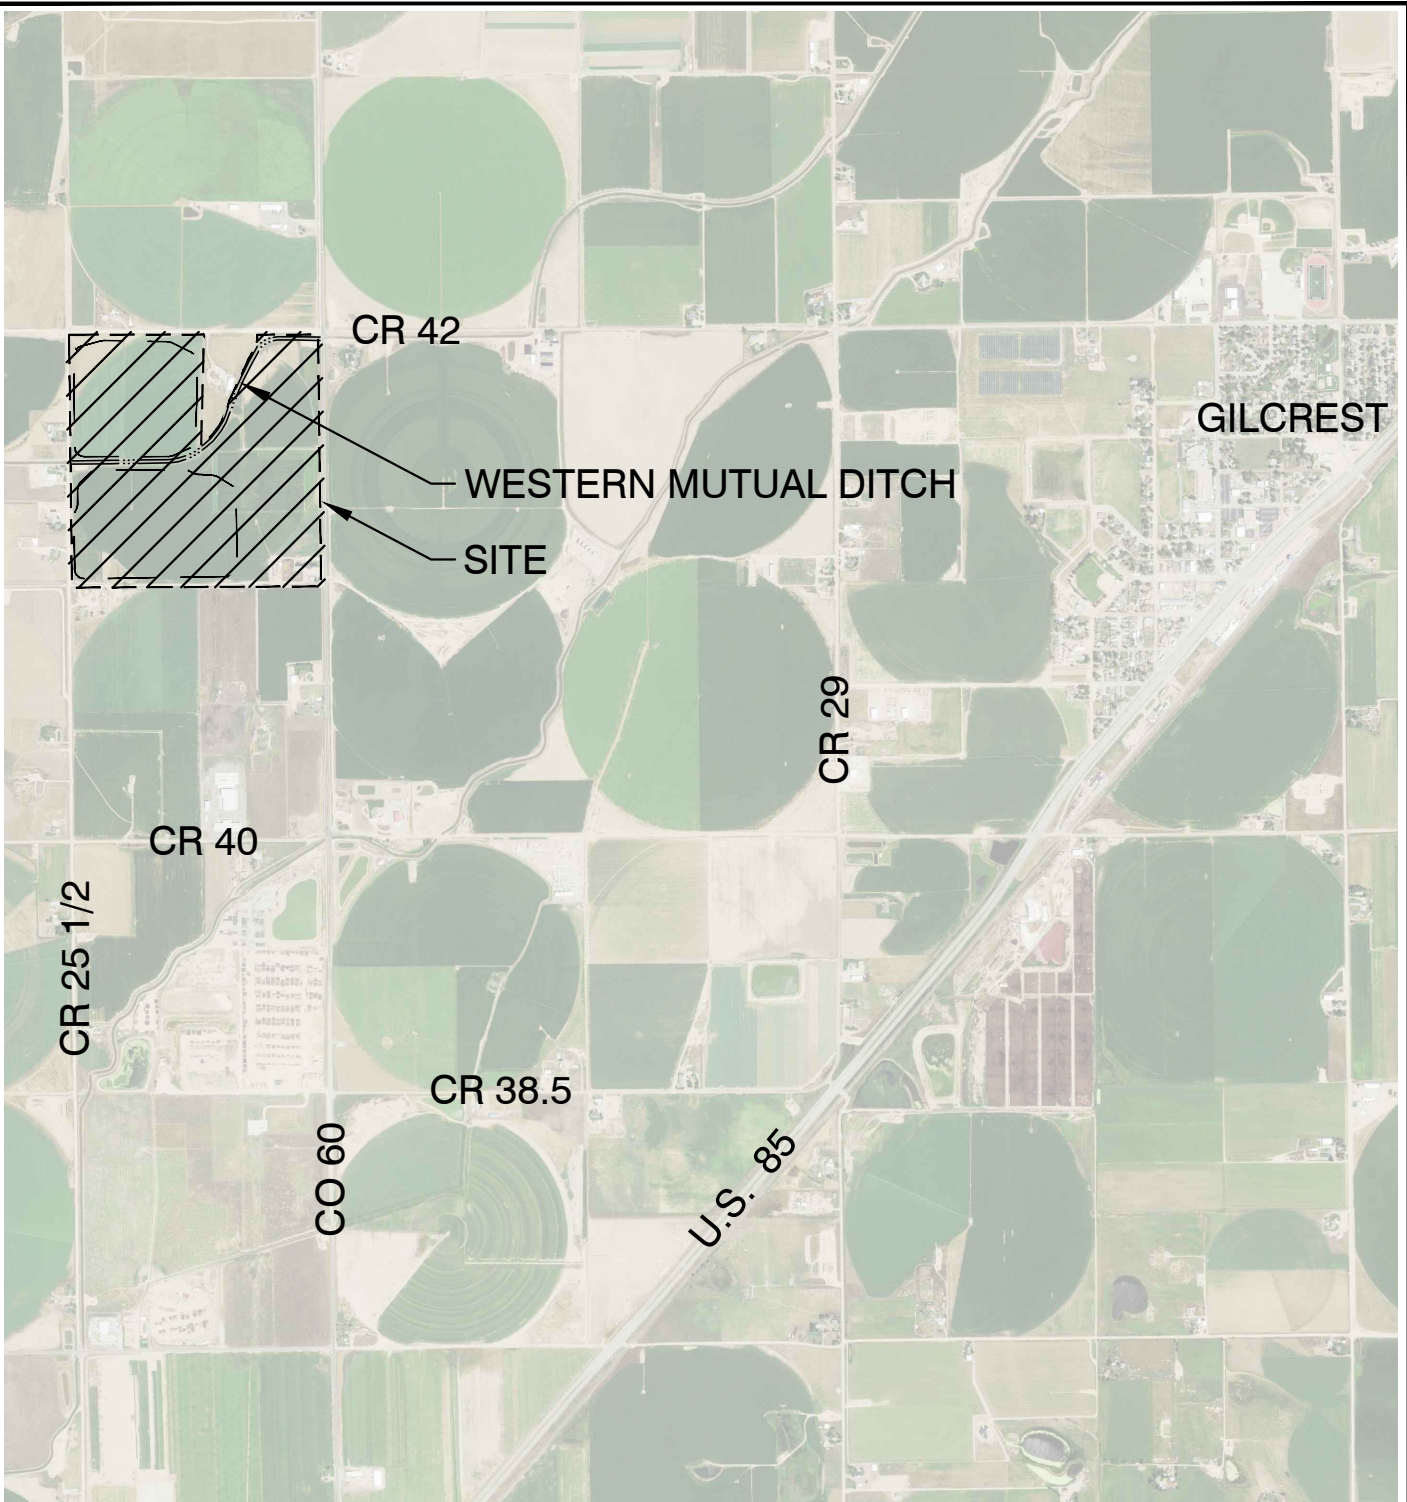 CR 42
GILCREST
WESTERN MUTUAL DITCH
SITE
CR 29
CR 40
CR 25 1/2
CR 38.5
CO 60
U.S. 85